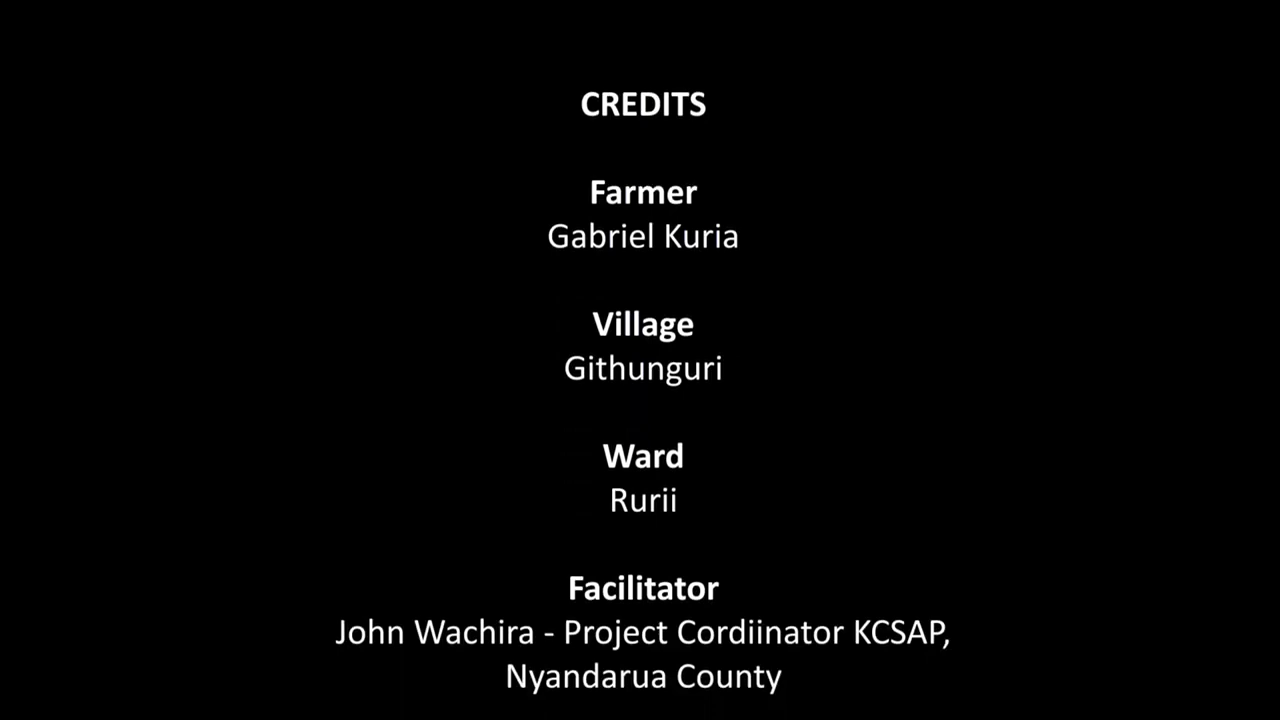 CREDITS
Farmer
Gabriel Kuria
Village
Githunguri
Ward
Rurii
Facilitator
John Wachira - Project Cordiinator KCSAP,
Nyandarua County